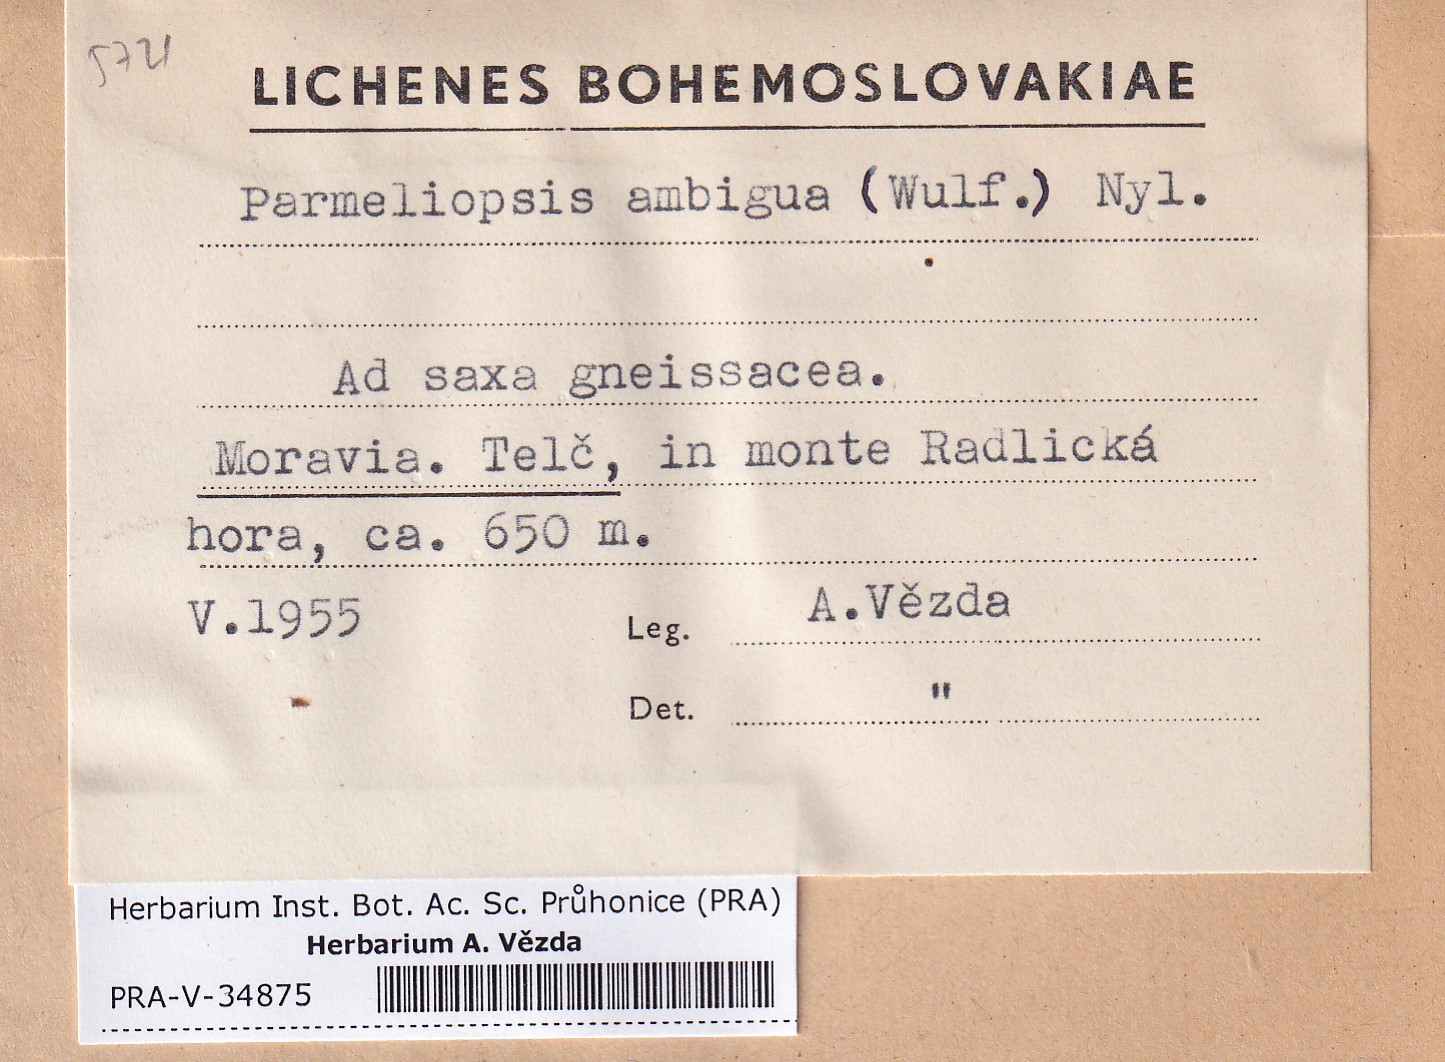 5721
LICHENES BOHEMOSLOVAKIAE
Parmeliopsis ambigua (Wulf.) Nyl.
Ad saxa gneissacea.
Moravia. Telč, in monte Radlická
hora, ca. 650 m.
V.1955
Leg. A.Vězda
Det. "
Herbarium Inst. Bot. Ac. Sc. Průhonice (PRA)
Herbarium A. Vězda
PRA-V-34875